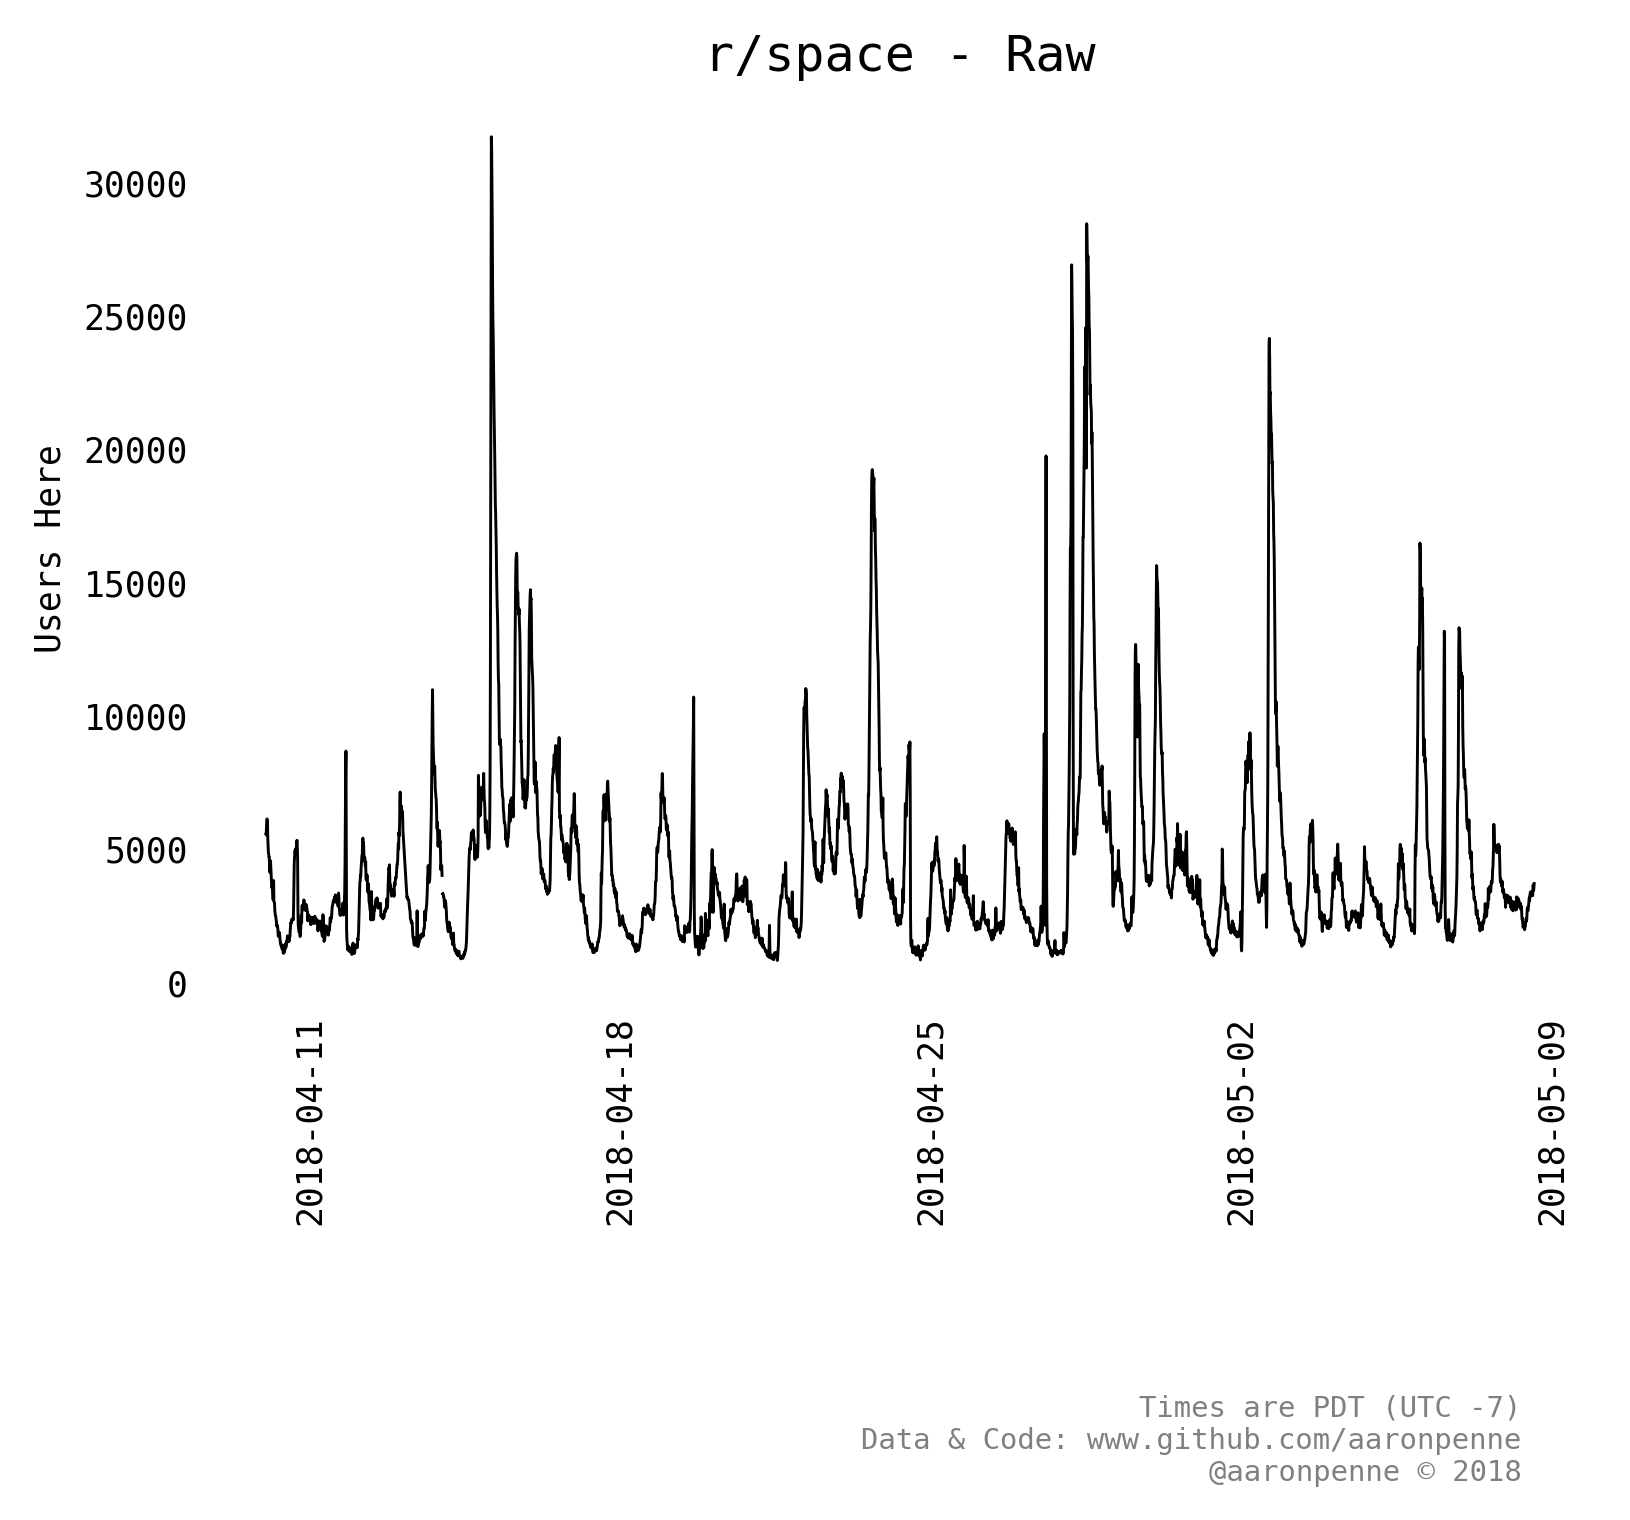 r/space - Raw
30000
25000
20000
15000
10000
5000
0
Users Here
2018-04-11
2018-04-18
2018-04-25
2018-05-02
2018-05-09
Times are PDT (UTC -7)
Data & Code: www.github.com/aaronpenne
@aaronpenne © 2018